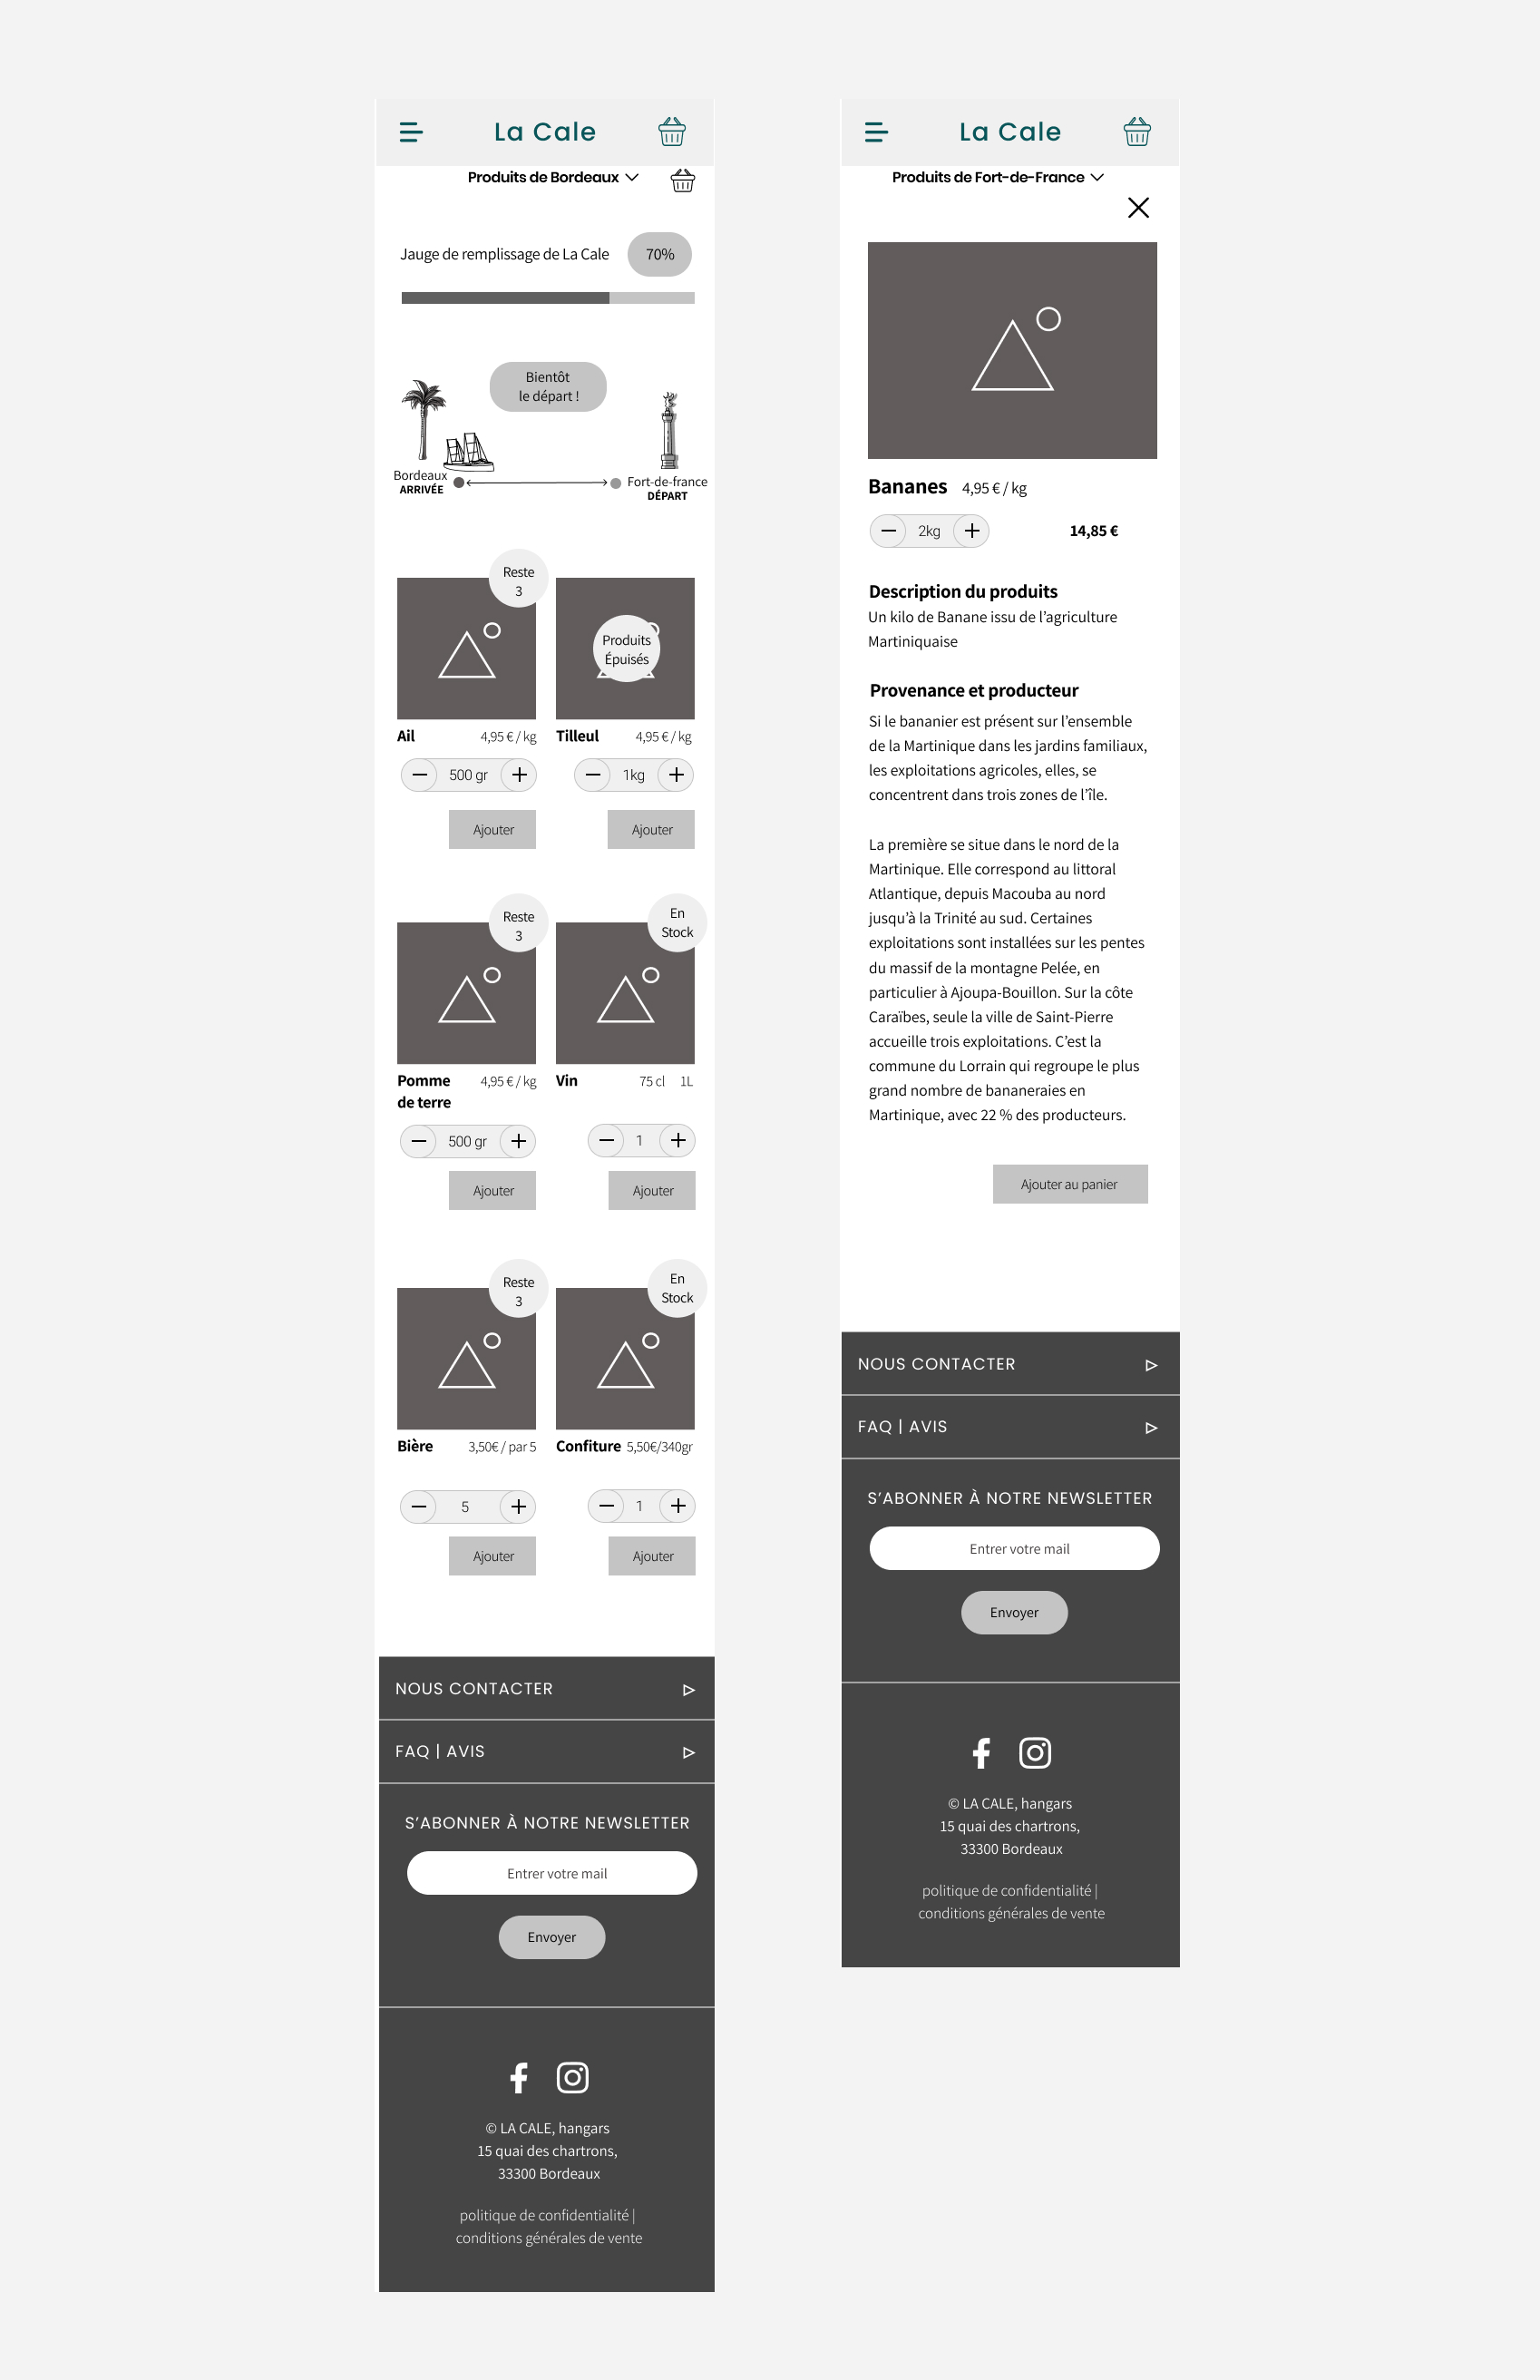 La Cale
Produits de Bordeaux
Jauge de remplissage de La Cale
70%
Bientôt
le départ !
Bordeaux
ARRIVÉE
Fort-de-france
DÉPART
Reste
3
Produits
Épuisés
Ail
4,95 € / kg
Tilleul
4,95 € / kg
500 gr
1kg
Ajouter
Ajouter
Reste
3
En
Stock
Pomme
de terre
4,95 € / kg
Vin
75 cl
1L
500 gr
1
Ajouter
Ajouter
Reste
3
En
Stock
Bière
3,50€ / par 5
Confiture
5,50€/340gr
5
1
Ajouter
Ajouter
NOUS CONTACTER
FAQ | AVIS
S’ABONNER À NOTRE NEWSLETTER
Entrer votre mail
Envoyer
© LA CALE, hangars
15 quai des chartrons,
33300 Bordeaux
politique de confidentialité |
conditions générales de vente
La Cale
Produits de Fort-de-France
Bananes
4,95 € / kg
2kg
14,85 €
Description du produits
Un kilo de Banane issu de l’agriculture
Martiniquaise
Provenance et producteur
Si le bananier est présent sur l’ensemble
de la Martinique dans les jardins familiaux,
les exploitations agricoles, elles, se
concentrent dans trois zones de l’île.
La première se situe dans le nord de la
Martinique. Elle correspond au littoral
Atlantique, depuis Macouba au nord
jusqu’à la Trinité au sud. Certaines
exploitations sont installées sur les pentes
du massif de la montagne Pelée, en
particulier à Ajoupa-Bouillon. Sur la côte
Caraïbes, seule la ville de Saint-Pierre
accueille trois exploitations. C’est la
commune du Lorrain qui regroupe le plus
grand nombre de bananeraies en
Martinique, avec 22 % des producteurs.
Ajouter au panier
NOUS CONTACTER
FAQ | AVIS
S’ABONNER À NOTRE NEWSLETTER
Entrer votre mail
Envoyer
© LA CALE, hangars
15 quai des chartrons,
33300 Bordeaux
politique de confidentialité |
conditions générales de vente